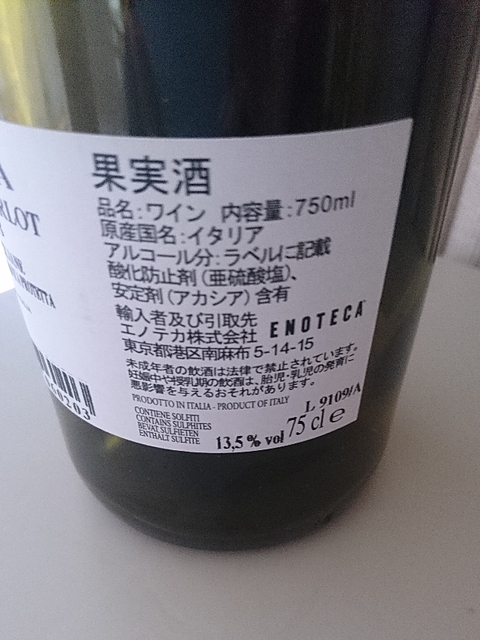 果実酒
品名:ワイン 内容量:750ml
原産国名:イタリア
アルコール分:ラベルに記載
酸化防止剤(亜硫酸塩)、
安定剤(アカシア)含有
輸入者及び引取先
エノテカ株式会社 ENOTECA
東京都港区南麻布 5-14-15
未成年者の飲酒は法律で禁止されています。
妊娠中や授乳期の飲酒は、胎児・乳児の発育に
悪影響を与えるおそれがあります。
PRODOTTO IN ITALIA - PRODUCT OF ITALY
L 9109/A
CONTIENE SOLFITI
CONTAINS SULPHITES
BEVAT SULFIETEN
ENTHALT SULFITE
13,5 % vol 75 cl e